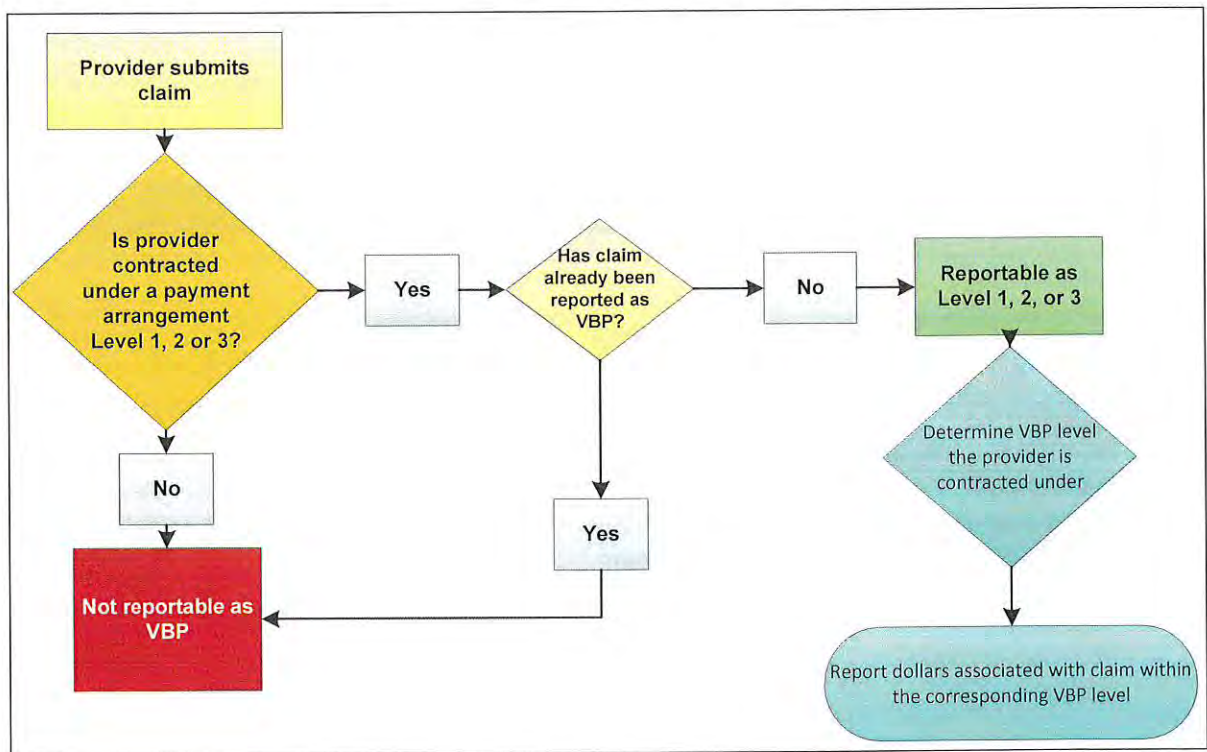 Provider submits
claim
Is provider
contracted
under a payment
arrangement
Level 1, 2 or 3?
Yes
Has claim
already been
reported as
VBP?
No
Reportable as
Level 1, 2, or 3
Determine VBP level
the provider is
contracted under
No
Yes
Not reportable as
VBP
Report dollars associated with claim within
the corresponding VBP level